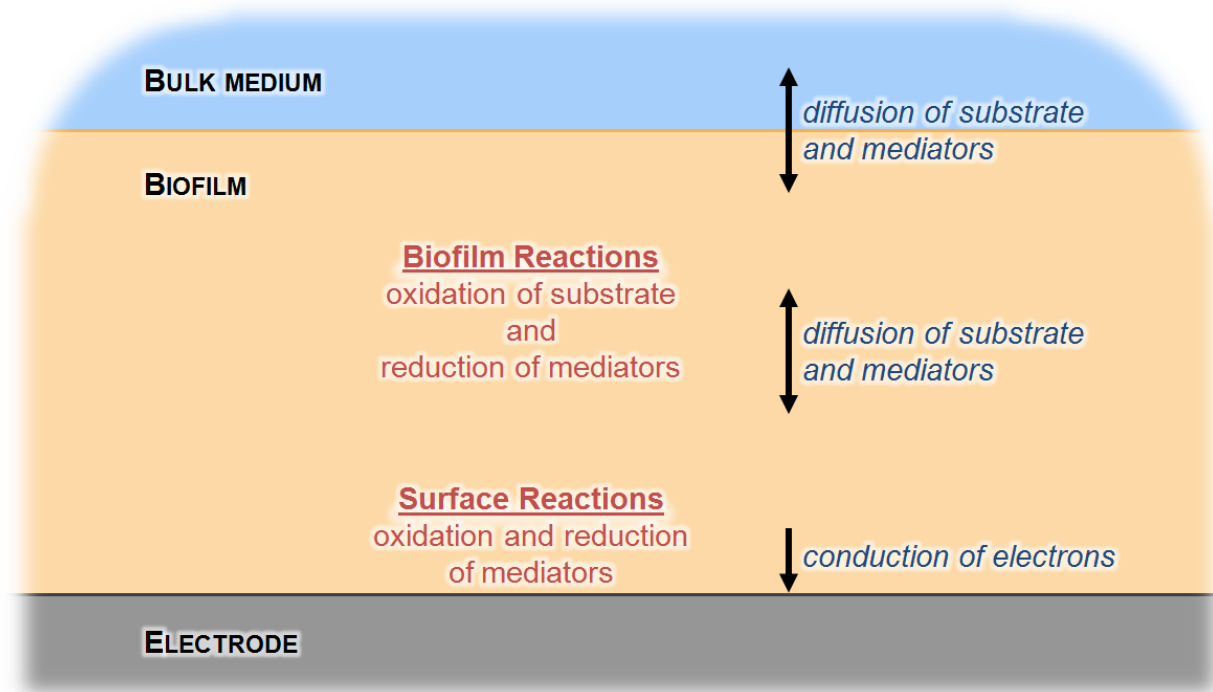 BULK MEDIUM
diffusion of substrate
and mediators
BIOFILM
Biofilm Reactions
oxidation of substrate
and
reduction of mediators
diffusion of substrate
and mediators
Surface Reactions
oxidation and reduction
of mediators
conduction of electrons
ELECTRODE